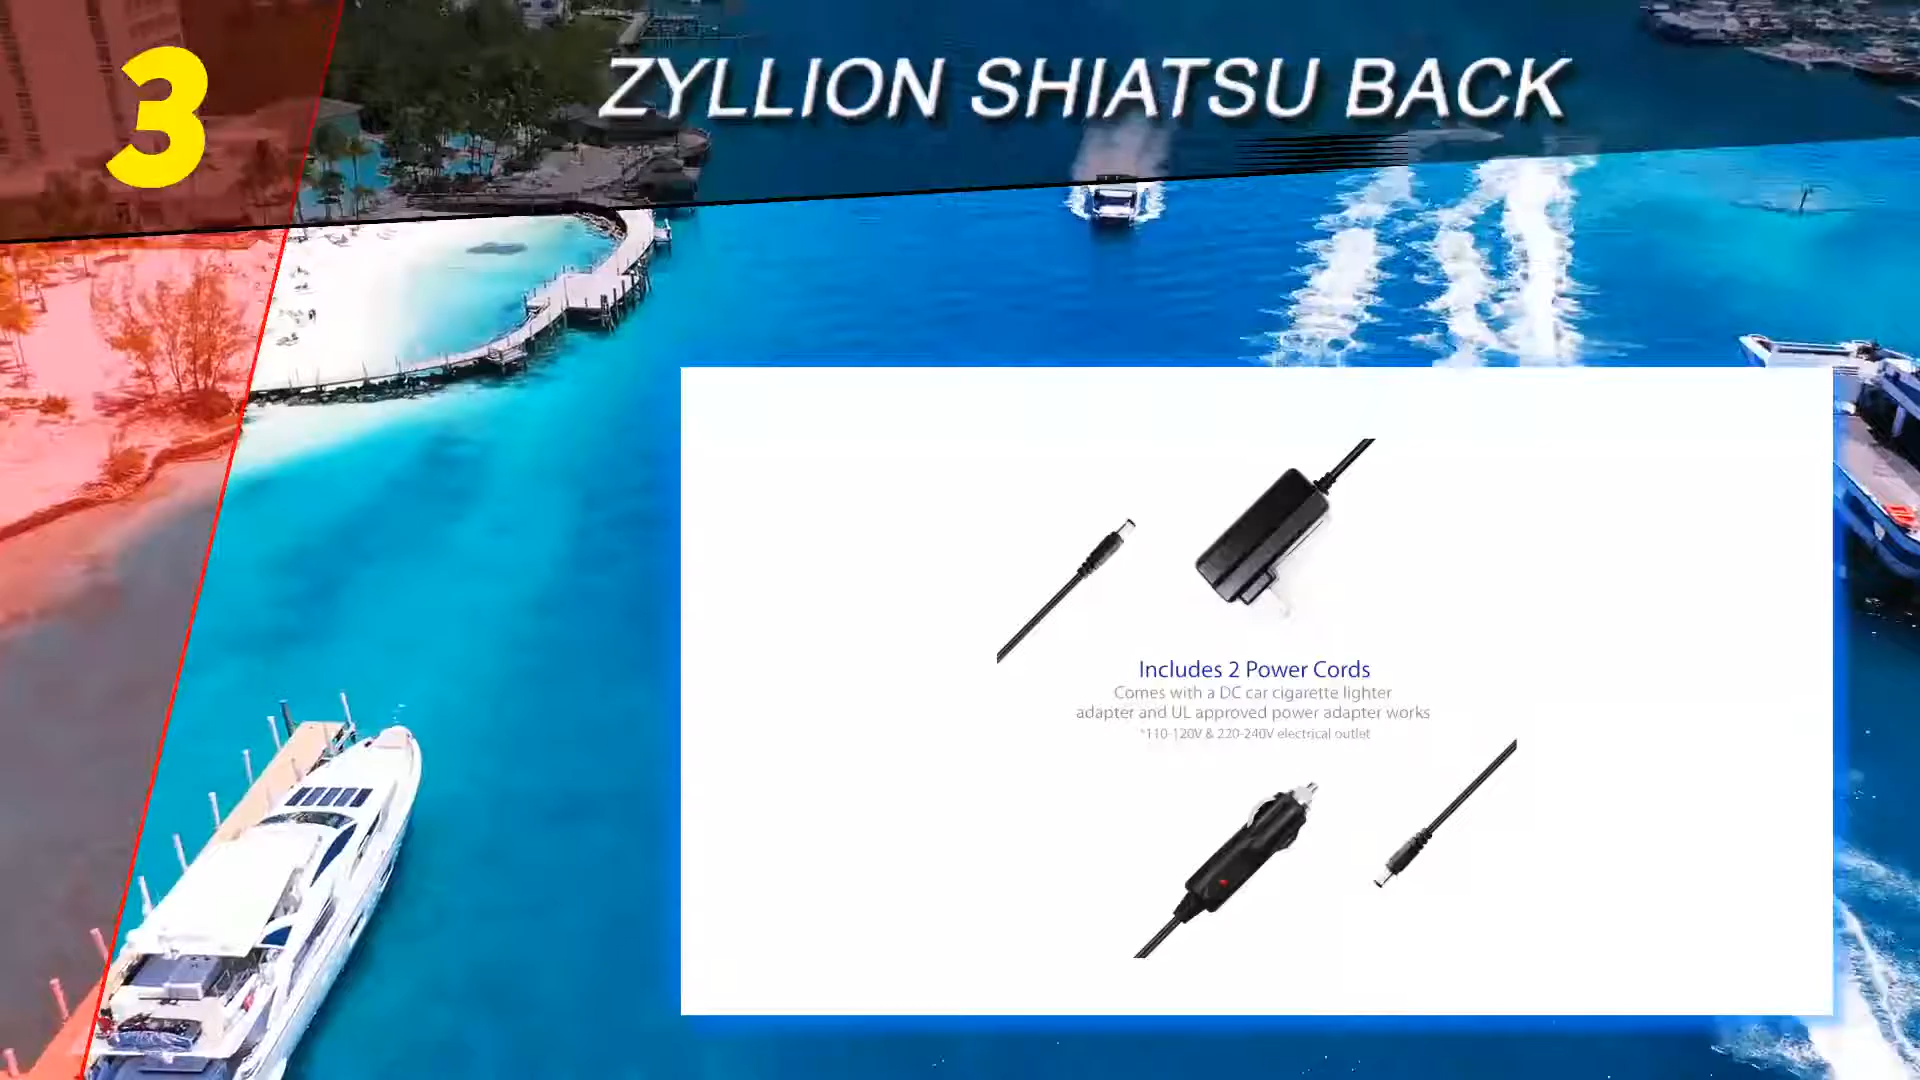 3
ZYLLION SHIATSU BACK
Includes 2 Power Cords
Comes with a DC car cigarette lighter
adapter and UL approved power adapter works
*110-120V & 220-240V electrical outlet